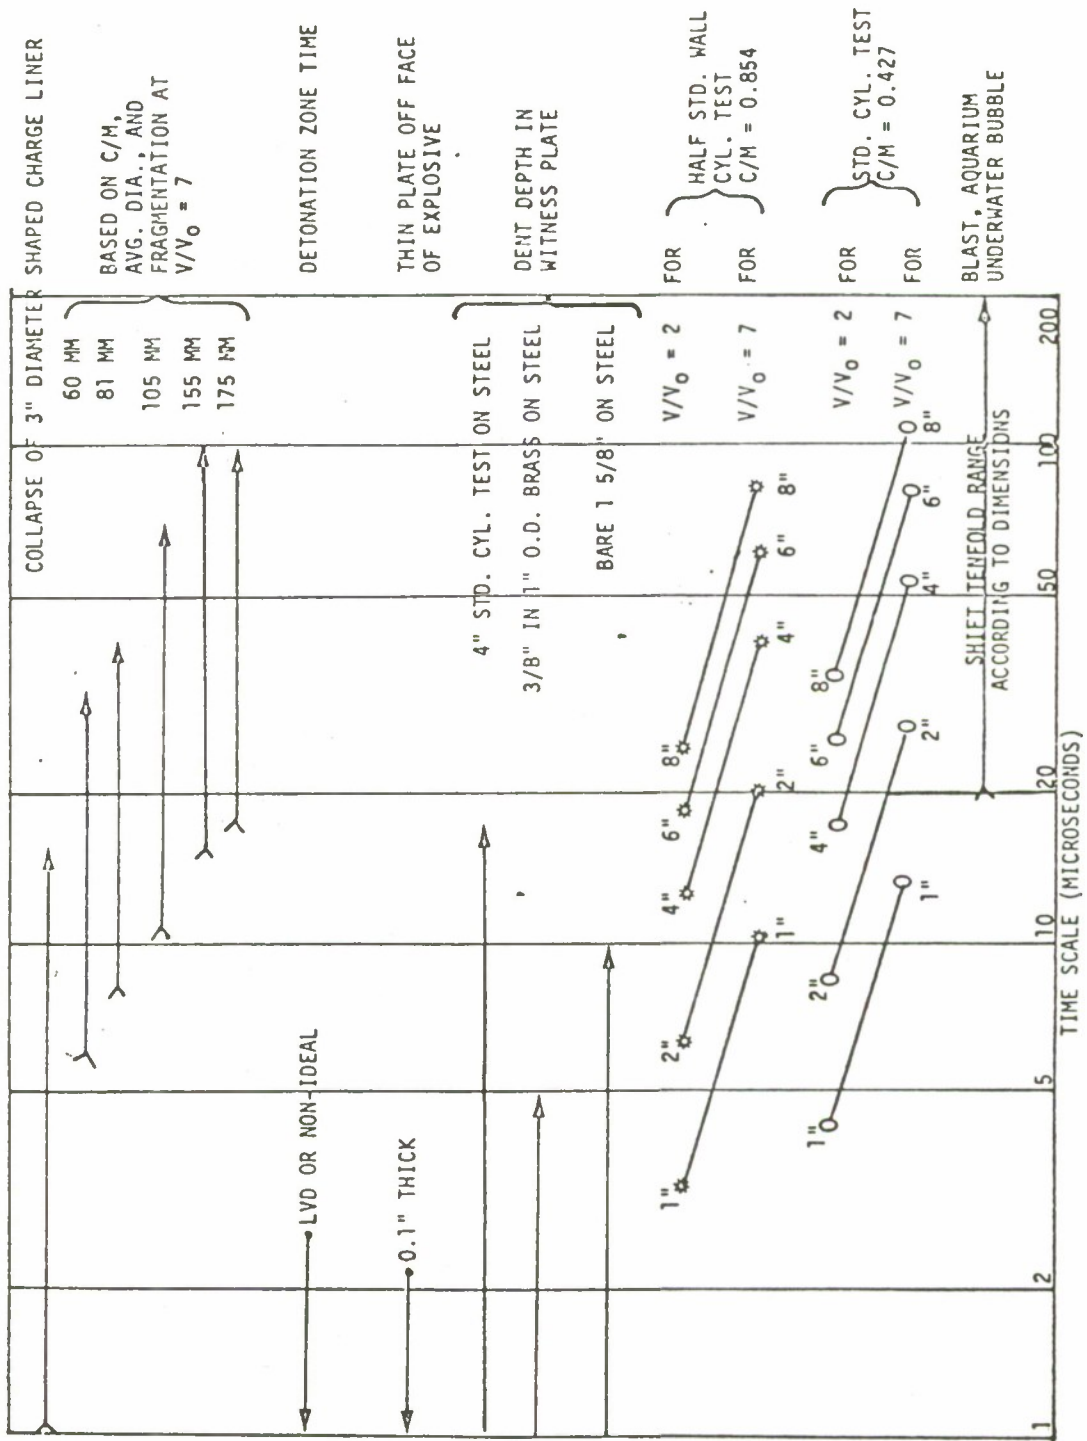 COLLAPSE OF 3" DIAMETER SHAPED CHARGE LINER
60 MM
81 MM
105 MM
155 MM
175 MM
BASED ON C/M,
AVG. DIA., AND
FRAGMENTATION AT
V/V₀ = 7
LVD OR NON-IDEAL
DETONATION ZONE TIME
0.1" THICK
THIN PLATE OFF FACE
OF EXPLOSIVE
4" STD. CYL. TEST ON STEEL
3/8" IN 1" O.D. BRASS ON STEEL
BARE 1 5/8" ON STEEL
DENT DEPTH IN
WITNESS PLATE
1"
2"
4"
6"
8"
V/V₀ = 2
FOR
1"
2"
4"
6"
8"
V/V₀ = 7
FOR
HALF STD. WALL
CYL. TEST
C/M = 0.854
1"
2"
4"
6"
8"
V/V₀ = 2
FOR
1"
2"
4"
6"
8"
V/V₀ = 7
FOR
STD. CYL. TEST
C/M = 0.427
SHIFT TENFOLD RANGE
ACCORDING TO DIMENSIONS
BLAST, AQUARIUM
UNDERWATER BUBBLE
1
2
5
10
20
50
100
200
TIME SCALE (MICROSECONDS)